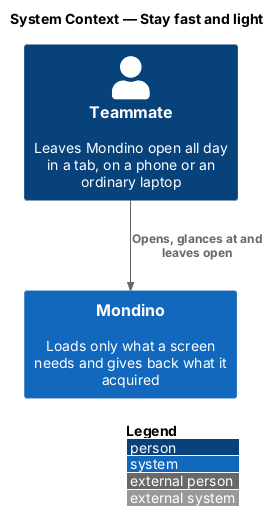 System Context — Stay fast and light
Teammate
Leaves Mondino open all day
in a tab, on a phone or an
ordinary laptop
Opens, glances at and
leaves open
Mondino
Loads only what a screen
needs and gives back what it
acquired
Legend
person
system
external person
external system